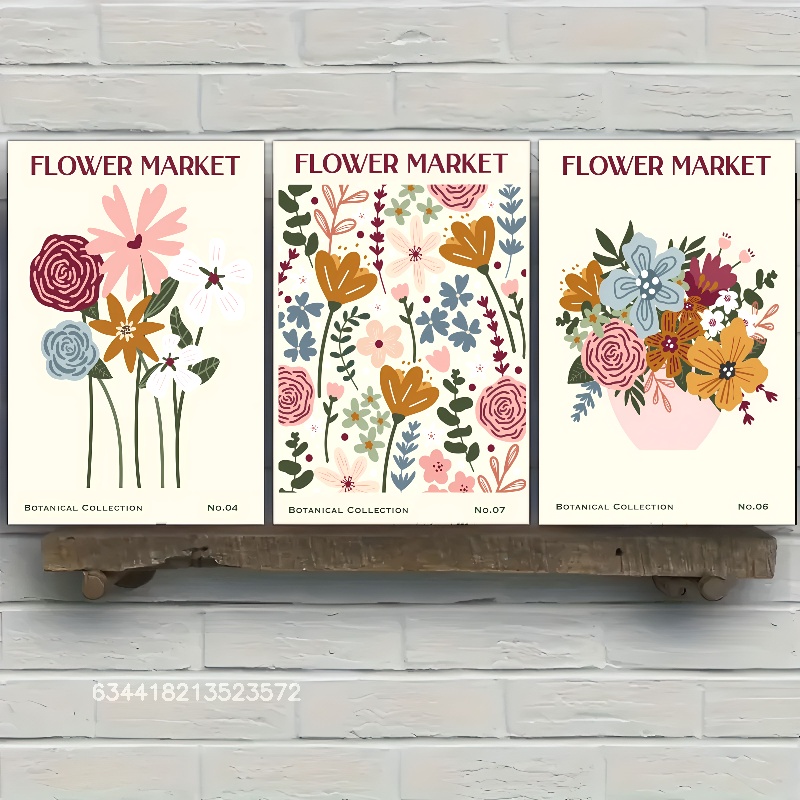 FLOWER MARKET
BOTANICAL COLLECTION No.04
FLOWER MARKET
BOTANICAL COLLECTION No.07
FLOWER MARKET
BOTANICAL COLLECTION No.06
634418213523572